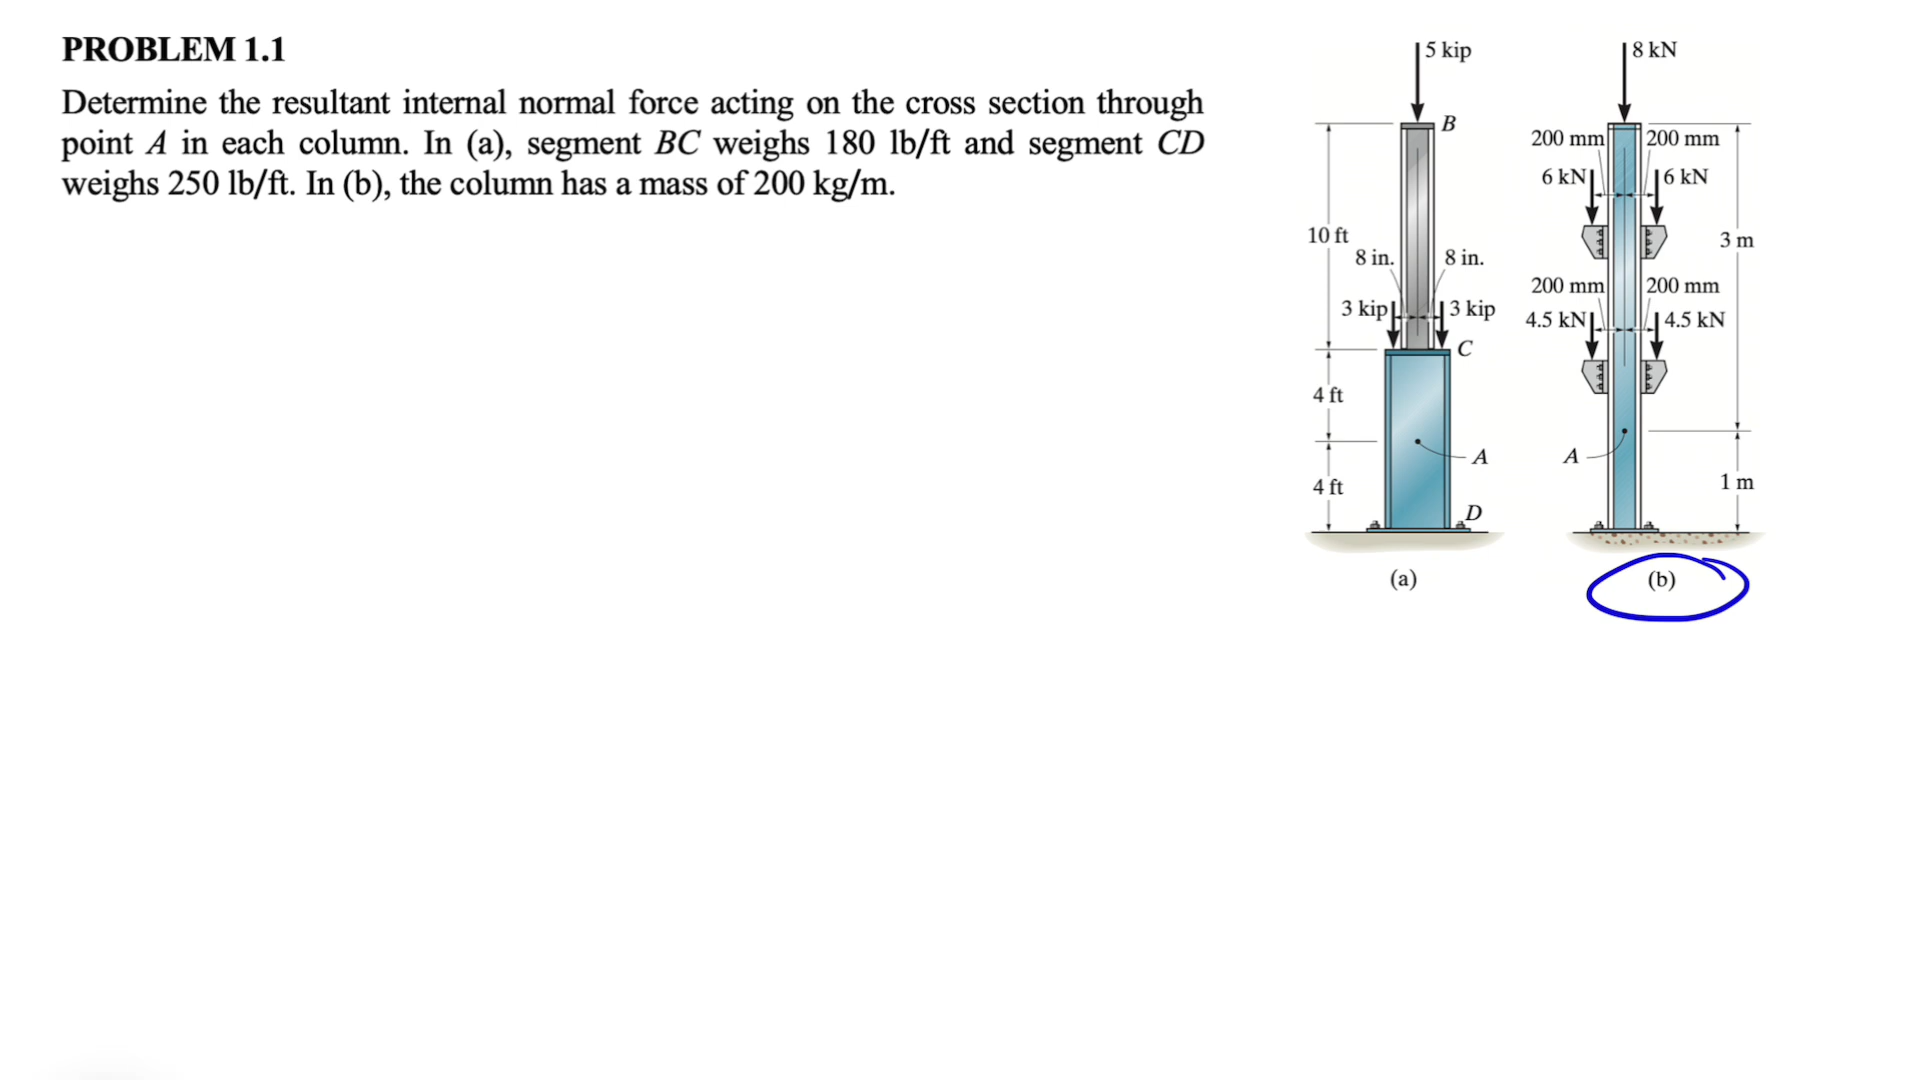 PROBLEM 1.1
Determine the resultant internal normal force acting on the cross section through
point A in each column. In (a), segment BC weighs 180 lb/ft and segment CD
weighs 250 lb/ft. In (b), the column has a mass of 200 kg/m.
5 kip
B
10 ft
8 in.
8 in.
3 kip
3 kip
C
4 ft
A
4 ft
D
(a)
8 kN
200 mm
200 mm
6 kN
6 kN
3 m
200 mm
200 mm
4.5 kN
4.5 kN
A
1 m
(b)